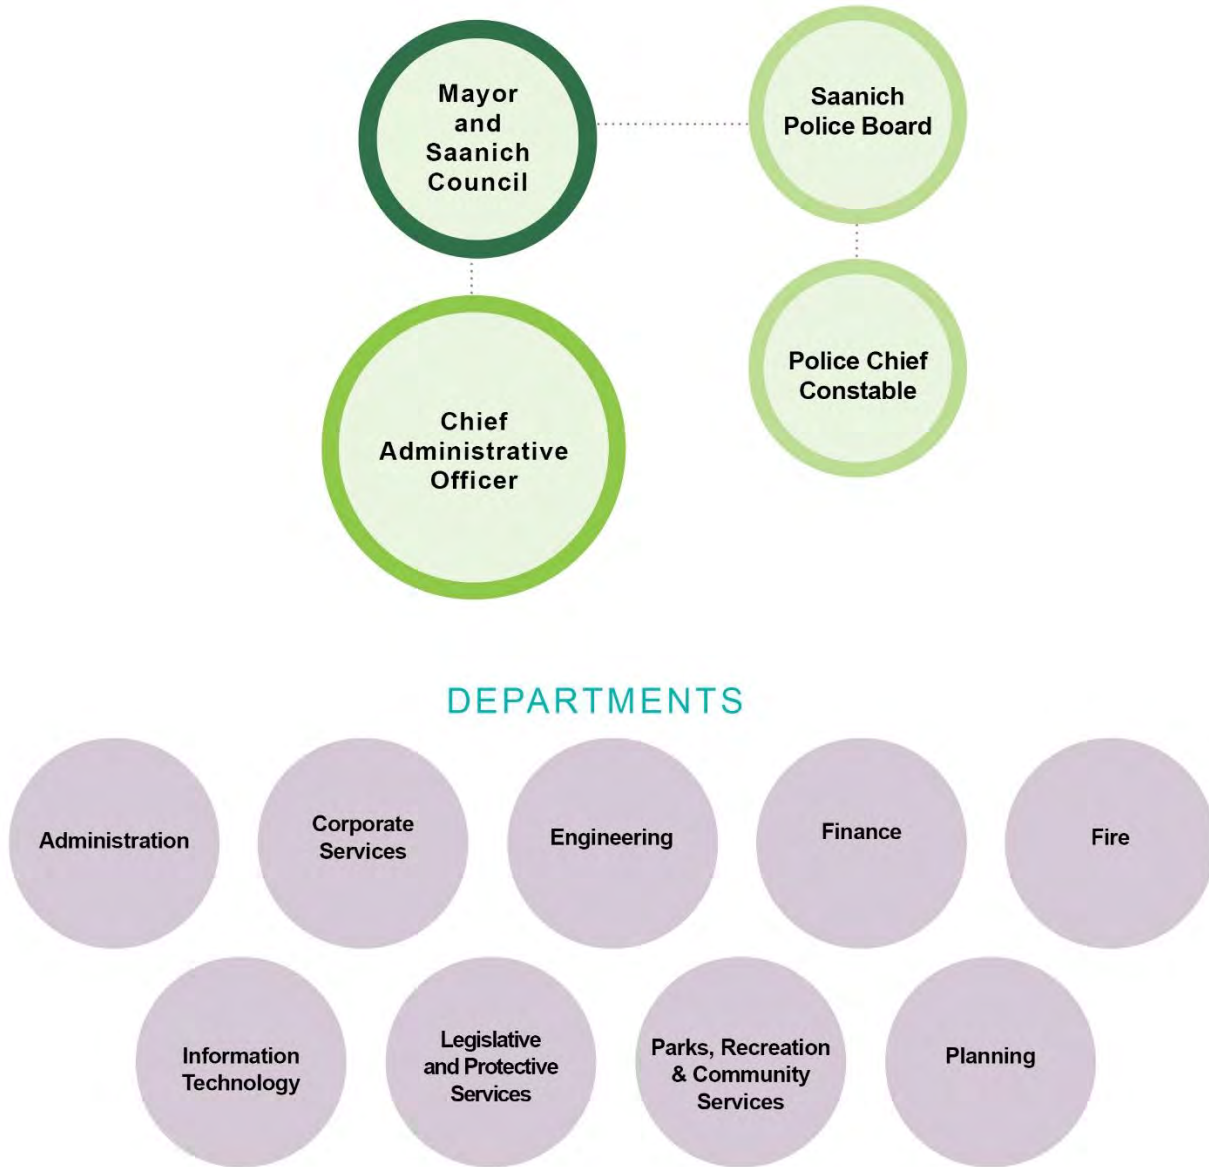 Mayor
and
Saanich
Council
Saanich
Police Board
Police Chief
Constable
Chief
Administrative
Officer
DEPARTMENTS
Administration
Corporate
Services
Engineering
Finance
Fire
Information
Technology
Legislative
and Protective
Services
Parks, Recreation
& Community
Services
Planning